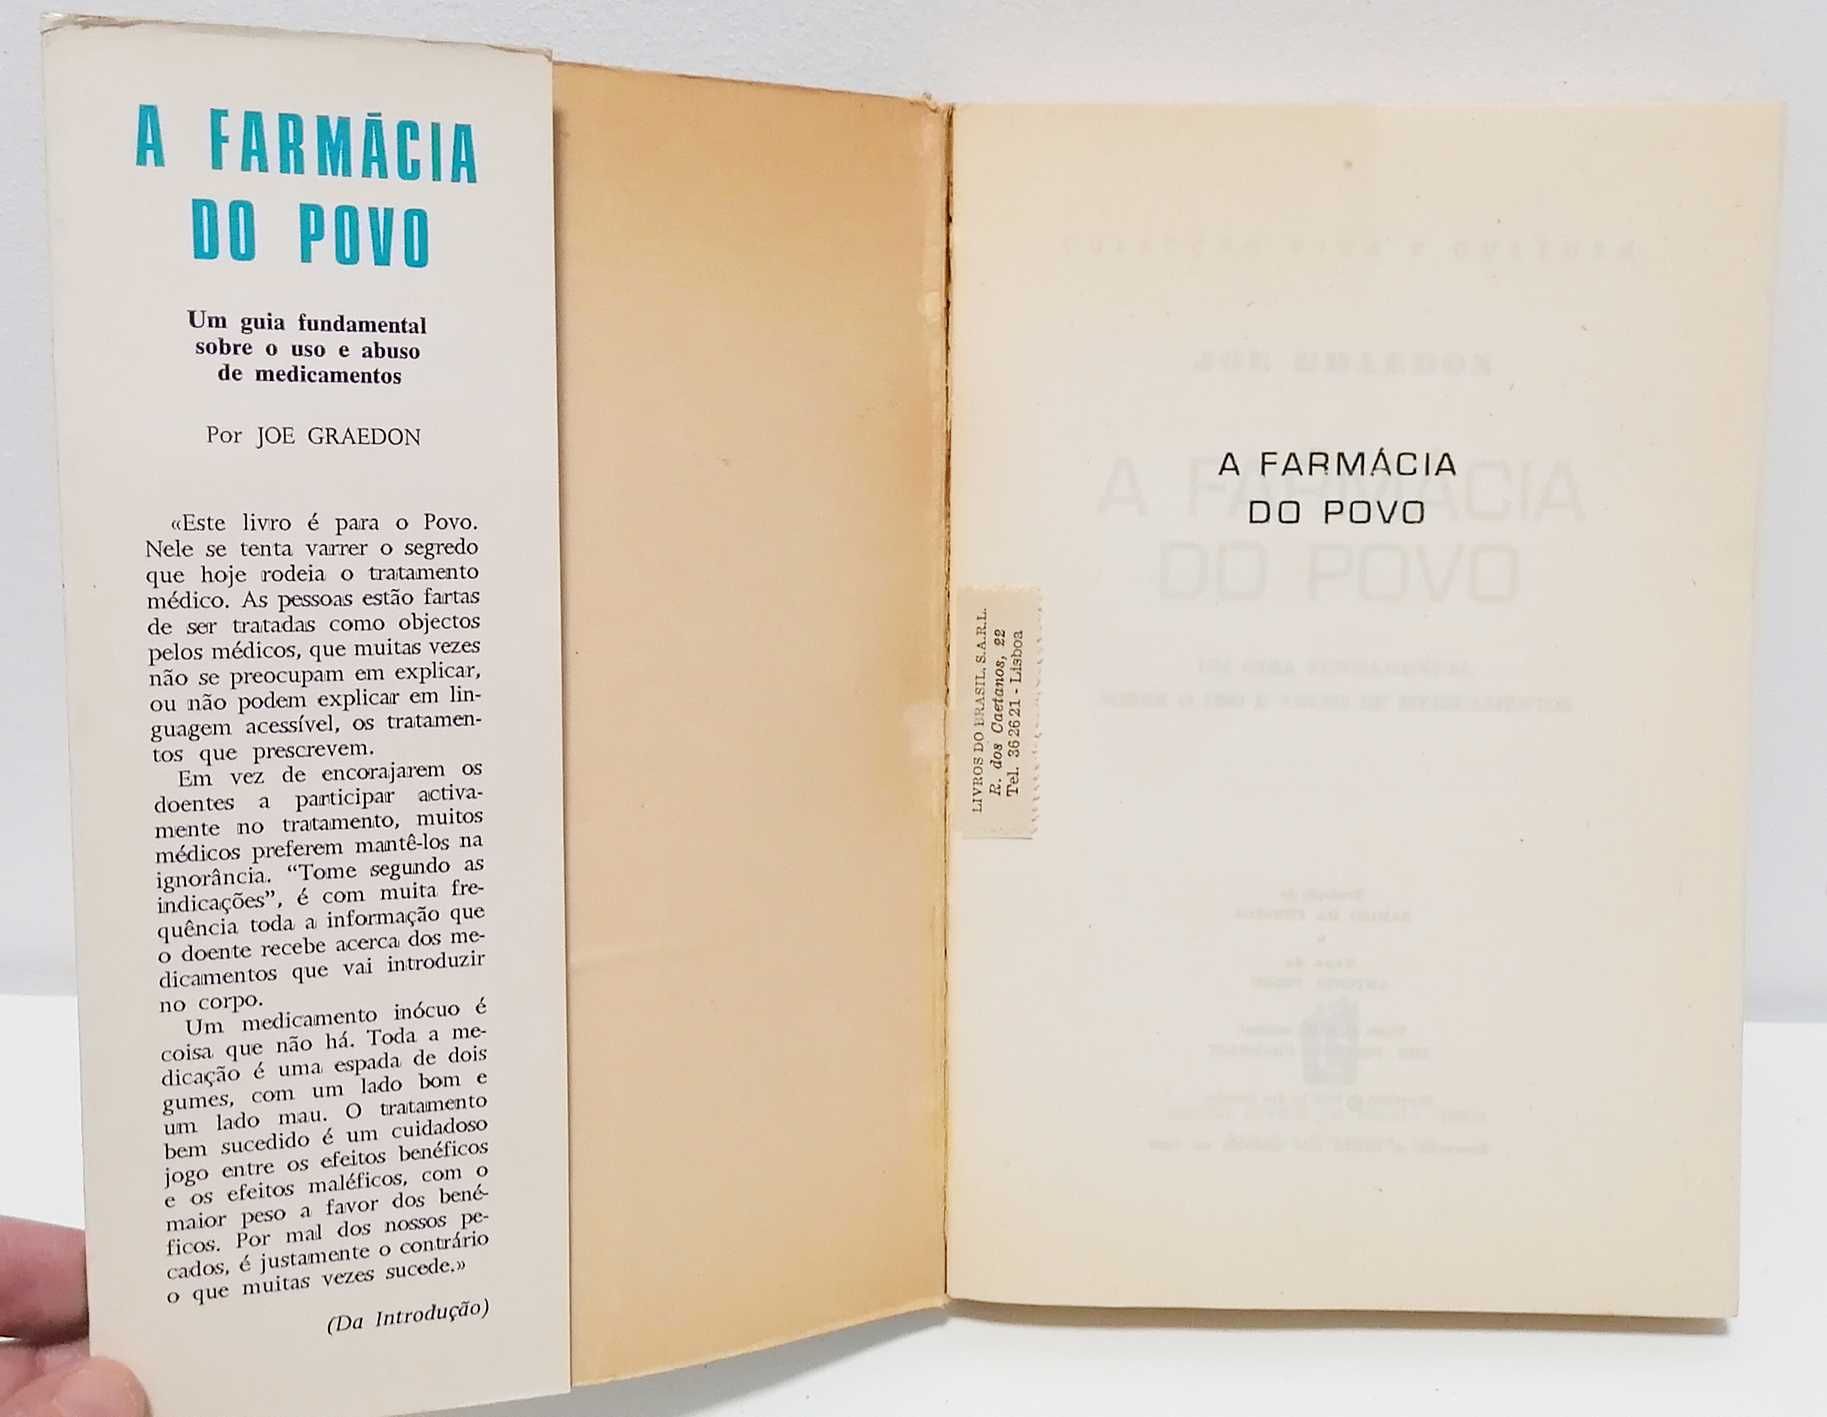 A FARMÁCIA
DO POVO
Um guia fundamental
sobre o uso e abuso
de medicamentos
Por JOE GRAEDON
«Este livro é para o Povo.
Nele se tenta varrer o segredo
que hoje rodeia o tratamento
médico. As pessoas estão fartas
de ser tratadas como objectos
pelos médicos, que muitas vezes
não se preocupam em explicar,
ou não podem explicar em lin-
guagem acessível, os tratamen-
tos que prescrevem.
Em vez de encorajarem os
doentes a participar activa-
mente no tratamento, muitos
médicos preferem mantê-los na
ignorância. “Tome segundo as
indicações”, é com muita fre-
quência toda a informação que
o doente recebe acerca dos me-
dicamentos que vai introduzir
no corpo.
Um medicamento inócuo é
coisa que não há. Toda a me-
dicação é uma espada de dois
gumes, com um lado bom e
um lado mau. O tratamento
bem sucedido é um cuidadoso
jogo entre os efeitos benéficos
e os efeitos maléficos, com o
maior peso a favor dos bené-
ficos. Por mal dos nossos pe-
cados, é justamente o contrário
o que muitas vezes sucede.»
(Da Introdução)
LIVROS DO BRASIL, S.A.R.L.
R. dos Caetanos, 22
Tel. 36 26 21 - Lisboa
A FARMÁCIA
DO POVO
JOE GRAEDON
A FARMÁCIA
DO POVO